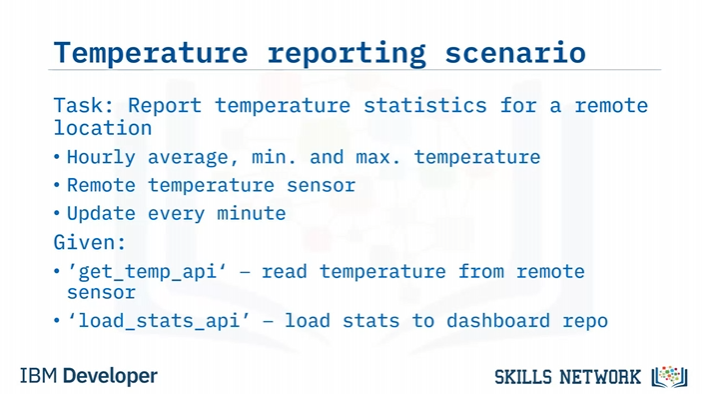 Temperature reporting scenario
Task: Report temperature statistics for a remote
location
• Hourly average, min. and max. temperature
• Remote temperature sensor
• Update every minute
Given:
• ’get_temp_api‘ – read temperature from remote
sensor
• ‘load_stats_api’ – load stats to dashboard repo
IBM Developer
SKILLS NETWORK